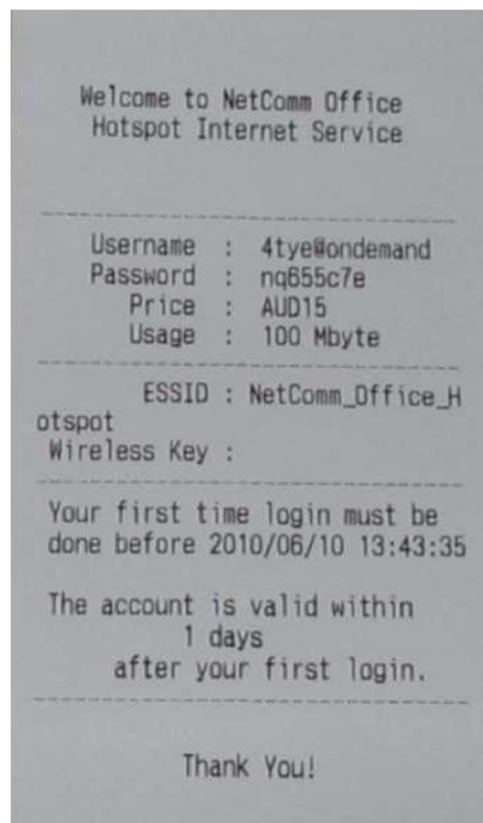 Welcome to NetComm Office
Hotspot Internet Service
Username : 4tye@ondemand
Password : nq655c7e
Price : AUD15
Usage : 100 Mbyte
ESSID : NetComm_Office_H
otspot
Wireless Key :
Your first time login must be
done before 2010/06/10 13:43:35
The account is valid within
1 days
after your first login.
Thank You!